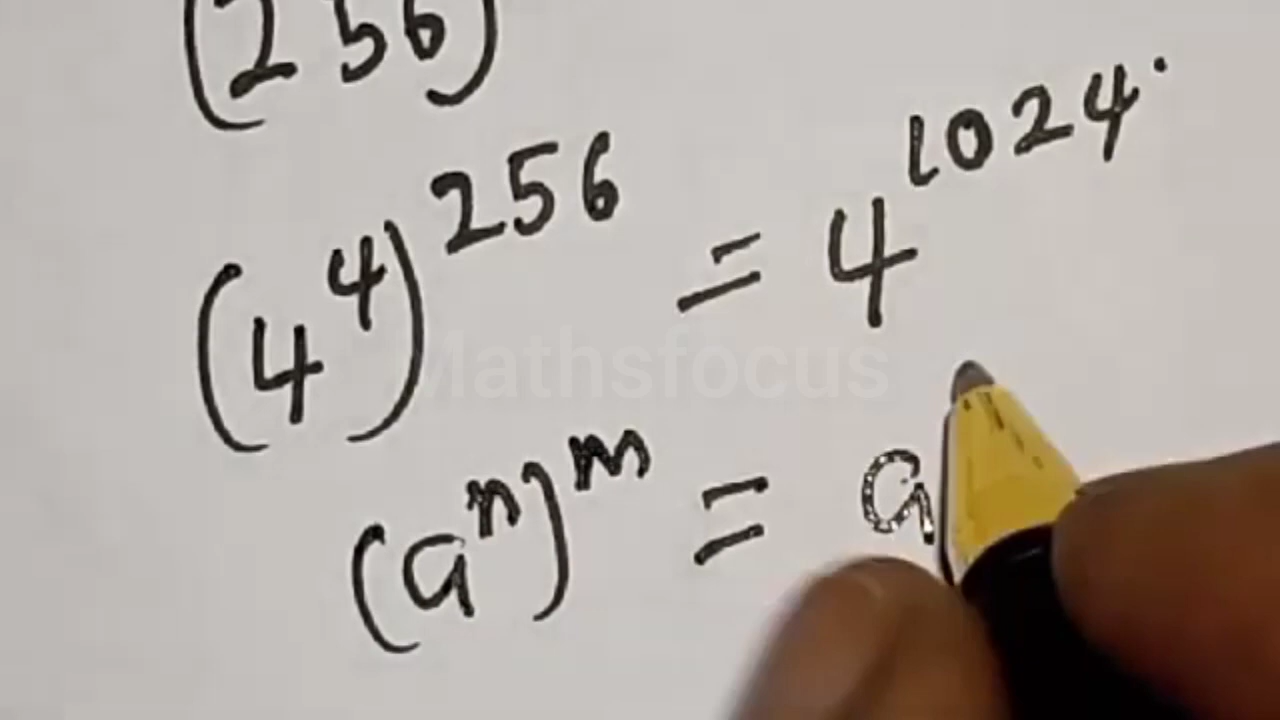 (256)
(4⁴)²⁵⁶ = 4¹⁰²⁴
Mathsfocus
(aⁿ)ᵐ = a